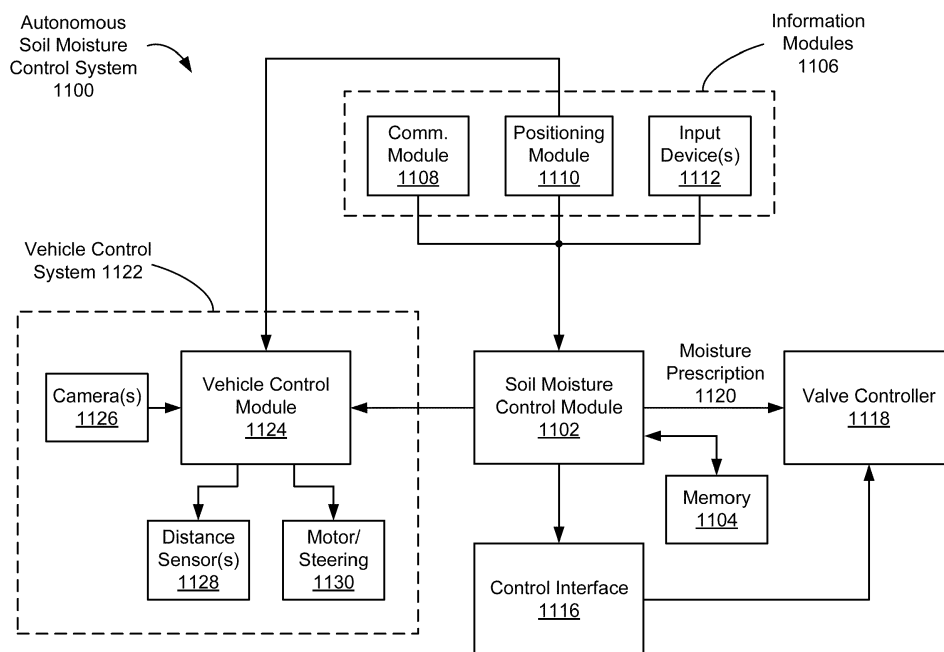 Autonomous
Soil Moisture
Control System
1100
Information
Modules
1106
Comm.
Module
1108
Positioning
Module
1110
Input
Device(s)
1112
Vehicle Control
System 1122
Camera(s)
1126
Vehicle Control
Module
1124
Soil Moisture
Control Module
1102
Moisture
Prescription
1120
Valve Controller
1118
Memory
1104
Distance
Sensor(s)
1128
Motor/
Steering
1130
Control Interface
1116